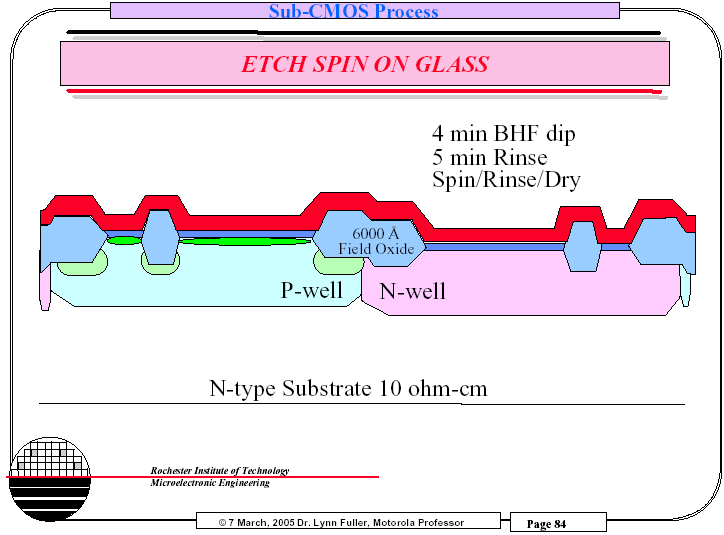 Sub-CMOS Process
ETCH SPIN ON GLASS
4 min BHF dip
5 min Rinse
Spin/Rinse/Dry
6000 Å
Field Oxide
P-well
N-well
N-type Substrate 10 ohm-cm
Rochester Institute of Technology
Microelectronic Engineering
© 7 March, 2005 Dr. Lynn Fuller, Motorola Professor
Page 84